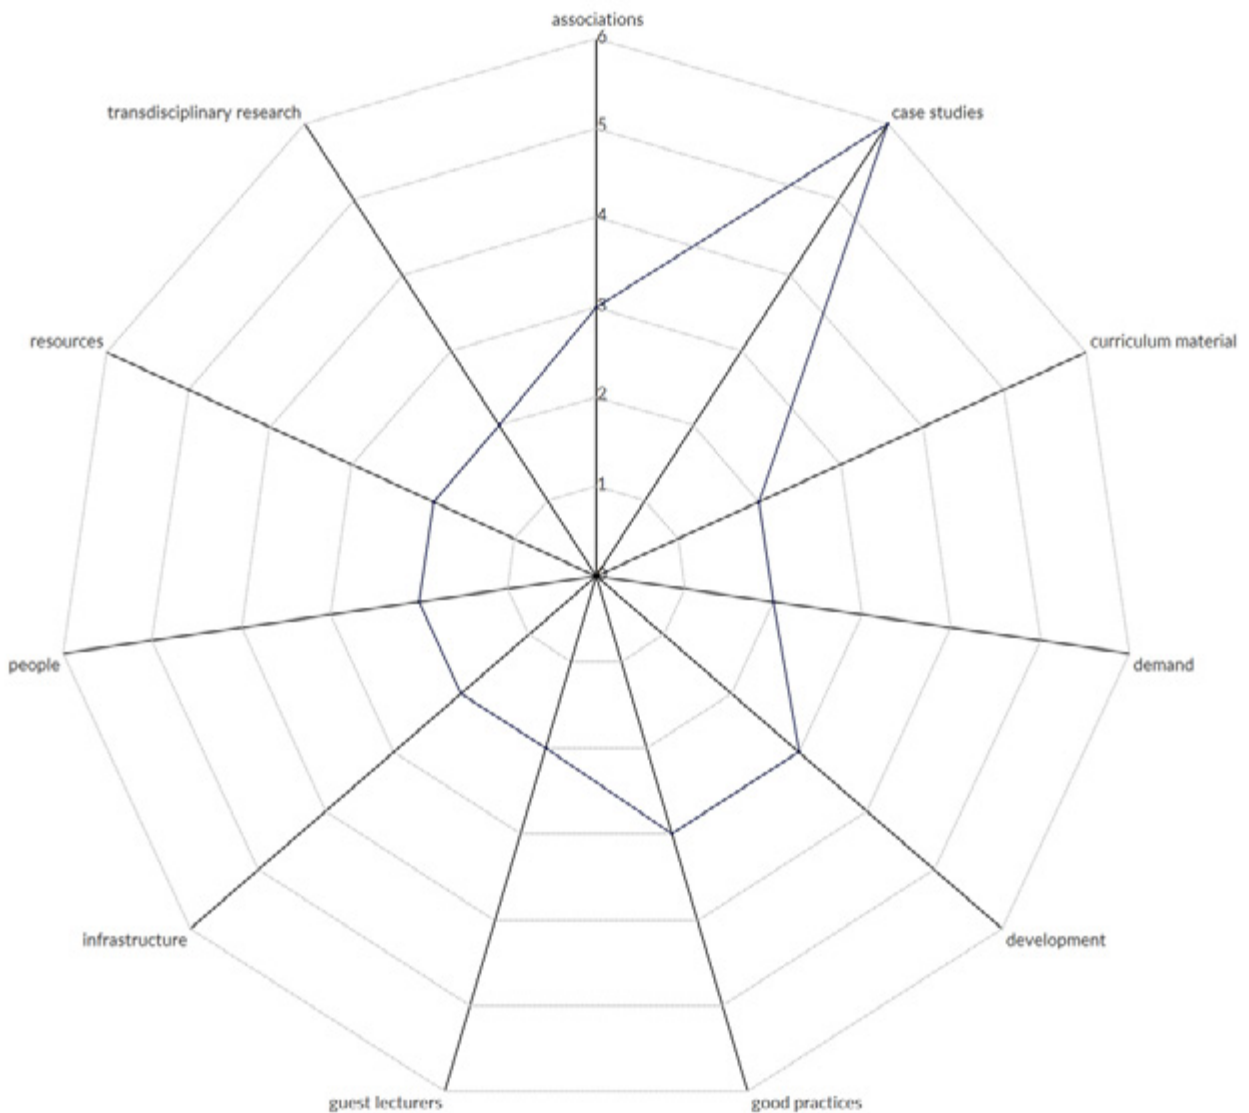 associations
6
transdisciplinary research
case studies
5
4
3
resources
curriculum material
2
1
people
demand
infrastructure
development
guest lecturers
good practices